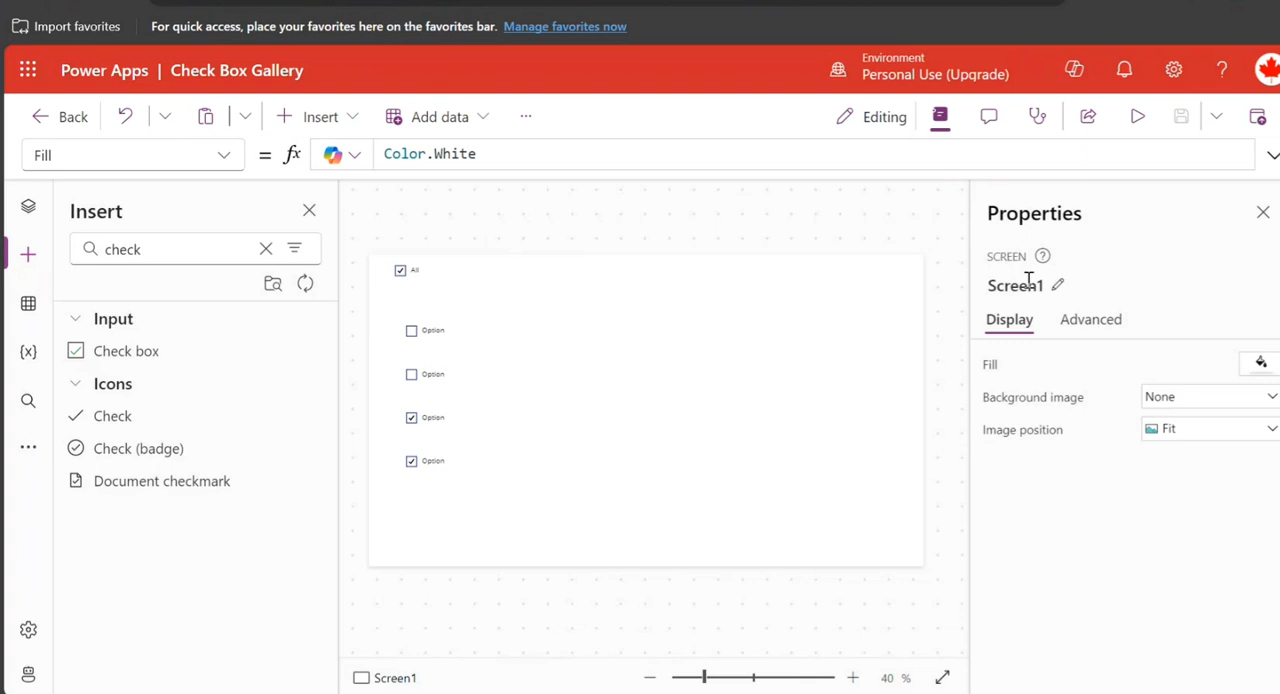 Import favorites
For quick access, place your favorites here on the favorites bar. Manage favorites now
Power Apps | Check Box Gallery
Environment
Personal Use (Upgrade)
Back
Insert
Add data
...
Editing
Fill
= fx
Color.White
Insert
check
Input
Check box
Icons
Check
Check (badge)
Document checkmark
{x}
All
Option
Option
Option
Option
Properties
SCREEN
Screen1
Display Advanced
Fill
Background image None
Image position Fit
Screen1
40 %